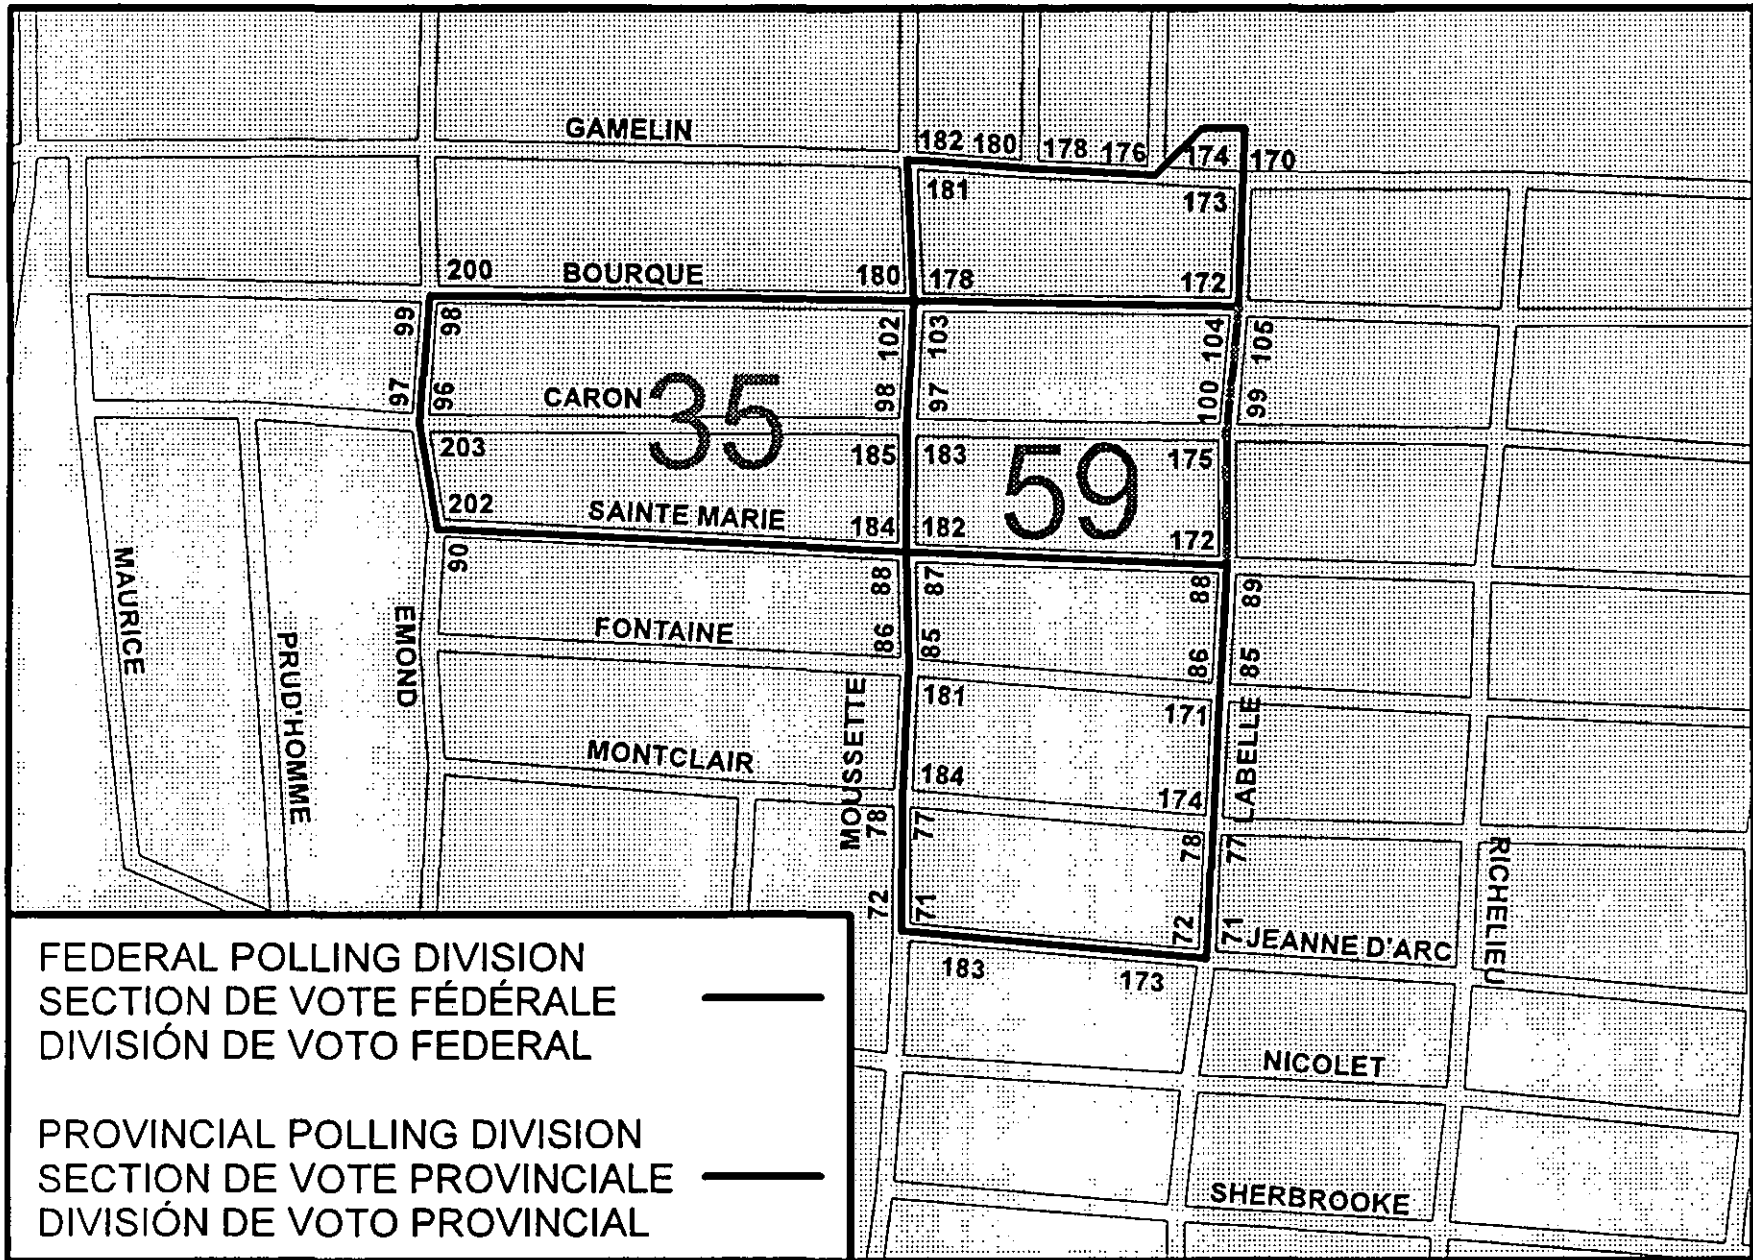 GAMELIN
182 180 178 176 174 170
181 173
200 BOURQUE 180 178 172
99 98 102 103 104 105
97 96 CARON 98 97 100 99
35
203 185 183 175
59
202 SAINTE MARIE 184 182 172
90 88 87 88 89
FONTAINE 86 85 86 85
MAURICE
PRUD'HOMME
EMOND
MOUSSETTE
LABELLE
181 171
MONTCLAIR 184 174
78 77 78 77
RICHELIEU
72 71 72 71 JEANNE D'ARC
183 173
NICOLET
SHERBROOKE
FEDERAL POLLING DIVISION
SECTION DE VOTE FÉDÉRALE
DIVISIÓN DE VOTO FEDERAL
PROVINCIAL POLLING DIVISION
SECTION DE VOTE PROVINCIALE
DIVISIÓN DE VOTO PROVINCIAL